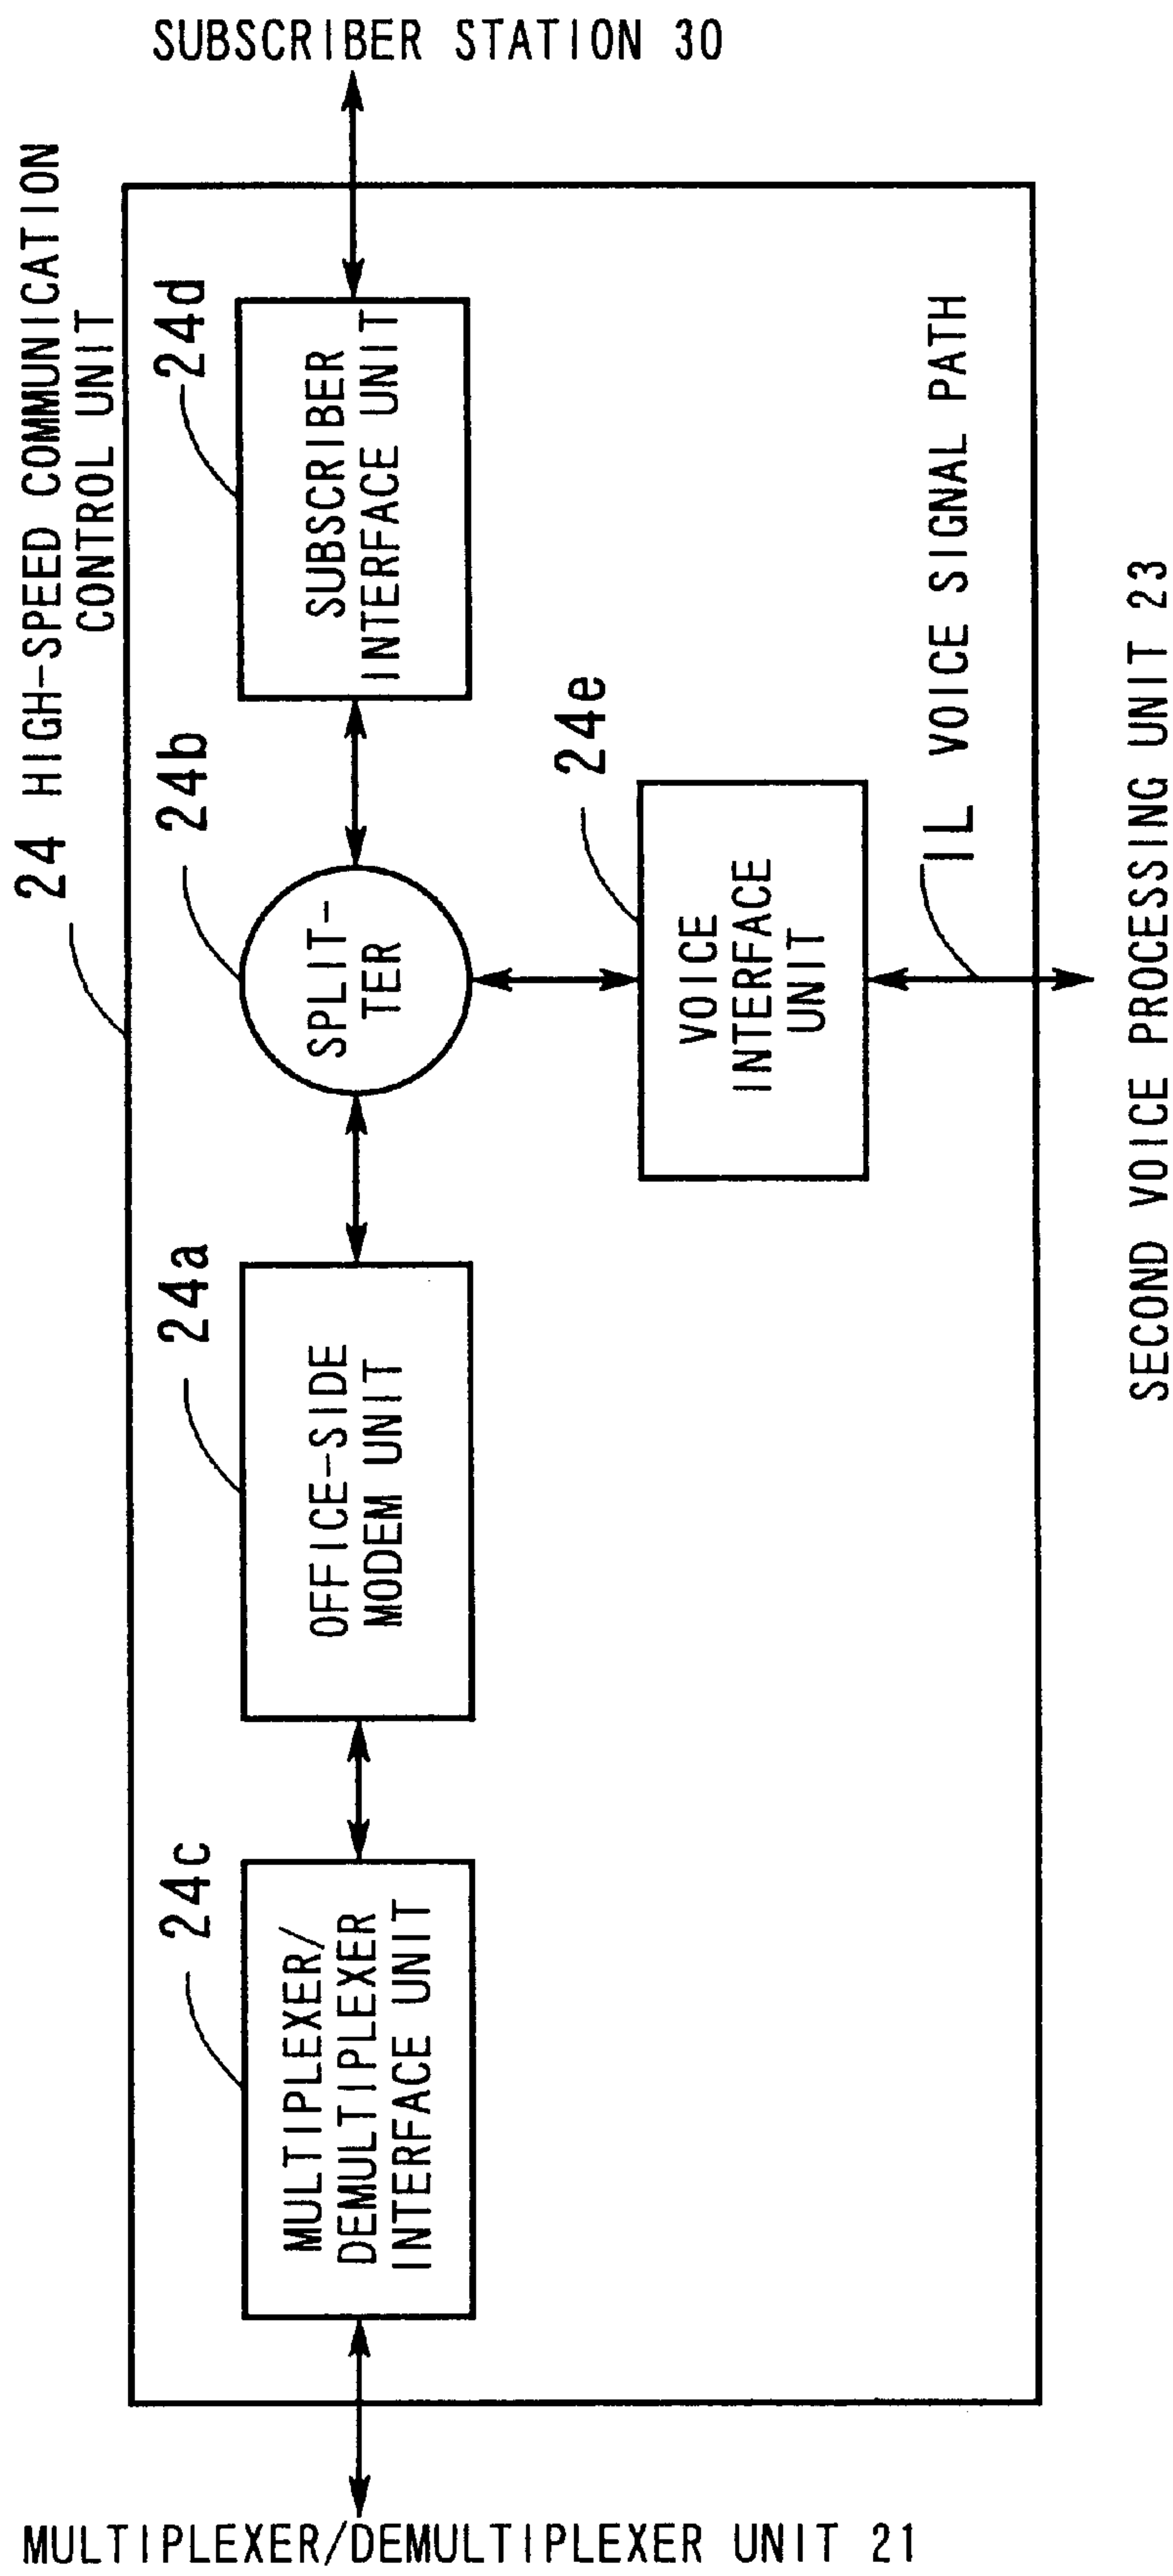 24 HIGH-SPEED COMMUNICATION
CONTROL UNIT
24c
24a
24b
24d
MULTIPLEXER/
DEMULTIPLEXER
INTERFACE UNIT
OFFICE-SIDE
MODEM UNIT
SPLIT-
TER
SUBSCRIBER
INTERFACE UNIT
MULTIPLEXER/DEMULTIPLEXER UNIT 21
SUBSCRIBER STATION 30
24e
VOICE
INTERFACE
UNIT
IL VOICE SIGNAL PATH
SECOND VOICE PROCESSING UNIT 23